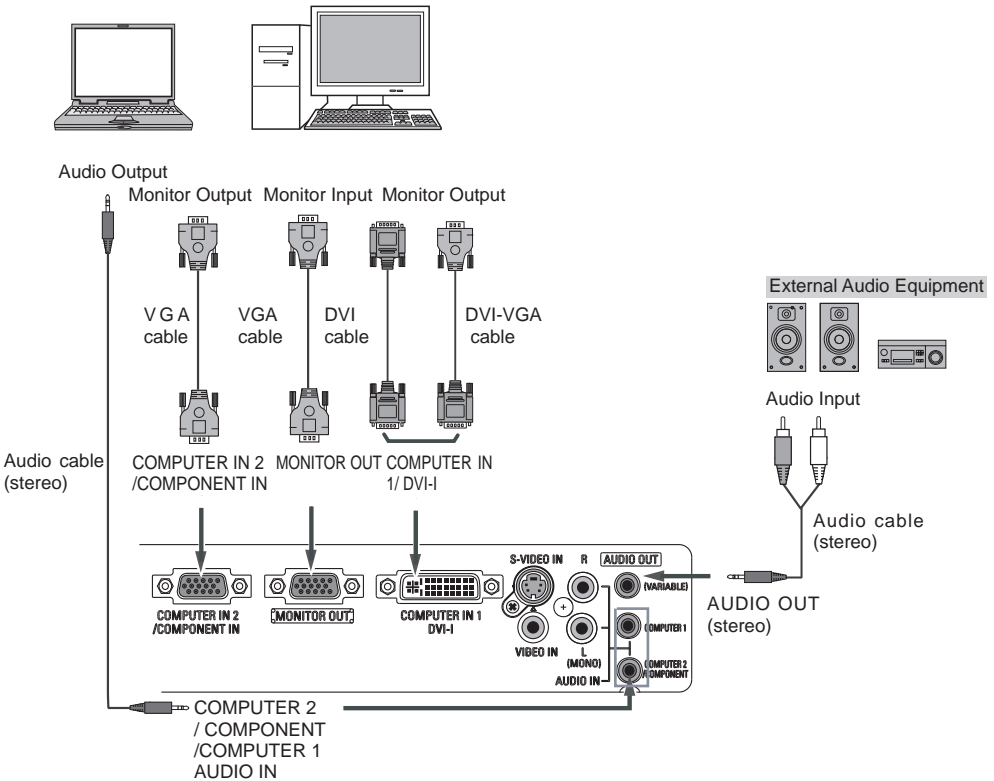 Audio Output
Monitor Output Monitor Input Monitor Output
External Audio Equipment
VGA
cable
VGA
cable
DVI
cable
DVI-VGA
cable
Audio Input
Audio cable
(stereo)
COMPUTER IN 2
/COMPONENT IN
MONITOR OUT
COMPUTER IN
1/ DVI-I
Audio cable
(stereo)
S-VIDEO IN
R
AUDIO OUT
(VARIABLE)
AUDIO OUT
(stereo)
COMPUTER IN 2
/COMPONENT IN
MONITOR OUT
COMPUTER IN 1
DVI-I
VIDEO IN
L
(MONO)
AUDIO IN
COMPUTER 1
COMPUTER 2
/COMPONENT
COMPUTER 2
/ COMPONENT
/COMPUTER 1
AUDIO IN